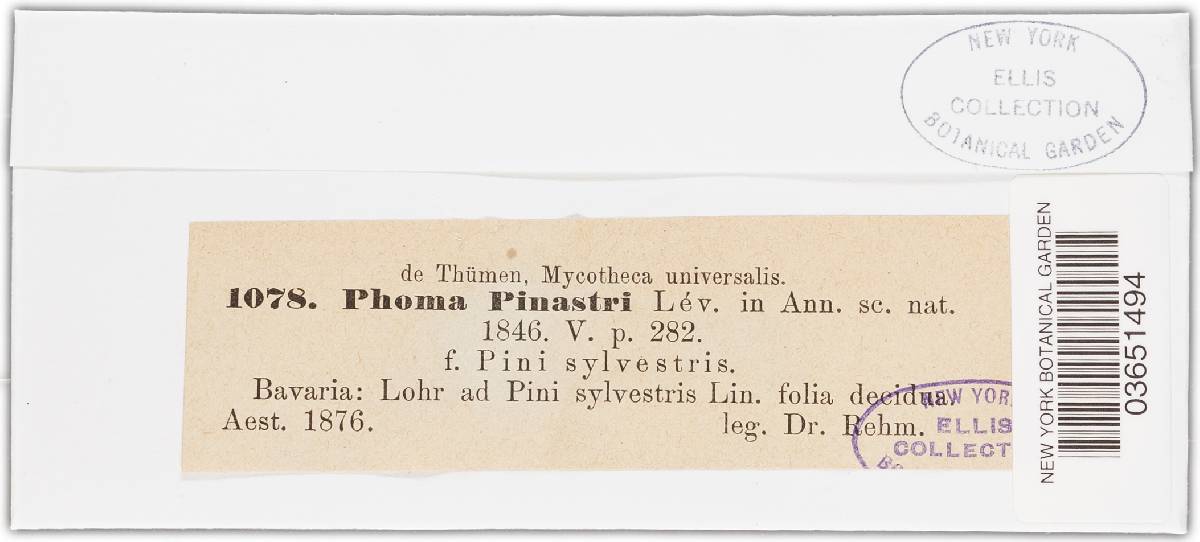 NEW YORK
ELLIS
COLLECTION
BOTANICAL GARDEN
de Thümen, Mycotheca universalis.
1078. Phoma Pinastri Lév. in Ann. sc. nat.
1846. V. p. 282.
f. Pini sylvestris.
Bavaria: Lohr ad Pini sylvestris Lin. folia decidua.
Aest. 1876. leg. Dr. Rehm.
NEW YOR
ELLIS
COLLECT
BO
NEW YORK BOTANICAL GARDEN
03651494